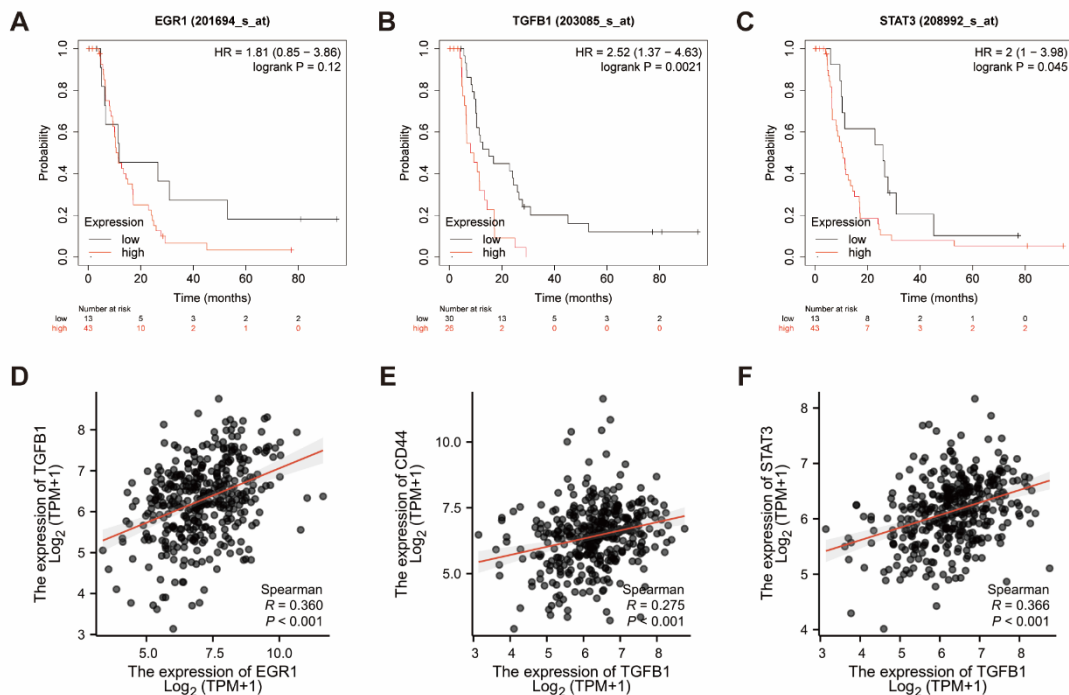 A
EGR1 (201694_s_at)
HR = 1.81 (0.85 − 3.86)
logrank P = 0.12
Probability
1.0
0.8
0.6
0.4
0.2
0.0
Expression
low
high
0 20 40 60 80
Time (months)
Number at risk
low 13 5 3 2 2
high 43 10 2 1 0
B
TGFB1 (203085_s_at)
HR = 2.52 (1.37 − 4.63)
logrank P = 0.0021
Probability
1.0
0.8
0.6
0.4
0.2
0.0
Expression
low
high
0 20 40 60 80
Time (months)
Number at risk
low 30 13 5 3 2
high 26 2 0 0 0
C
STAT3 (208992_s_at)
HR = 2 (1 − 3.98)
logrank P = 0.045
Probability
1.0
0.8
0.6
0.4
0.2
0.0
Expression
low
high
0 20 40 60 80
Time (months)
Number at risk
low 13 8 2 1 0
high 43 7 3 2 2
D
The expression of TGFB1
Log2 (TPM+1)
8
7
6
5
4
3
Spearman
R = 0.360
P < 0.001
5.0 7.5 10.0
The expression of EGR1
Log2 (TPM+1)
E
The expression of CD44
Log2 (TPM+1)
10.0
7.5
5.0
Spearman
R = 0.275
P < 0.001
3 4 5 6 7 8
The expression of TGFB1
Log2 (TPM+1)
F
The expression of STAT3
Log2 (TPM+1)
8
7
6
5
4
Spearman
R = 0.366
P < 0.001
3 4 5 6 7 8
The expression of TGFB1
Log2 (TPM+1)